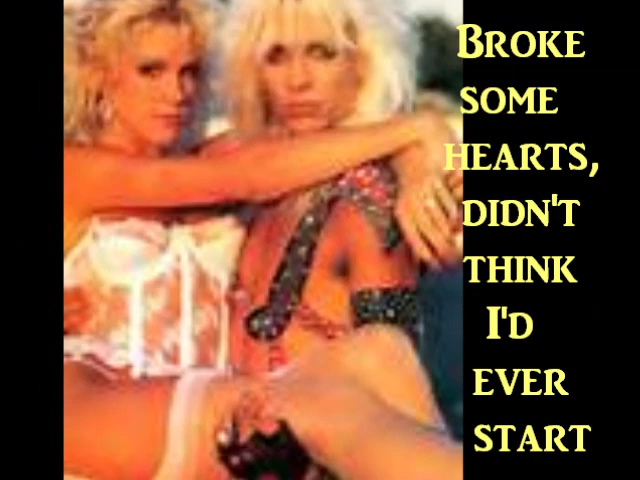 Broke
some
hearts,
didn't
think
I'd
ever
start